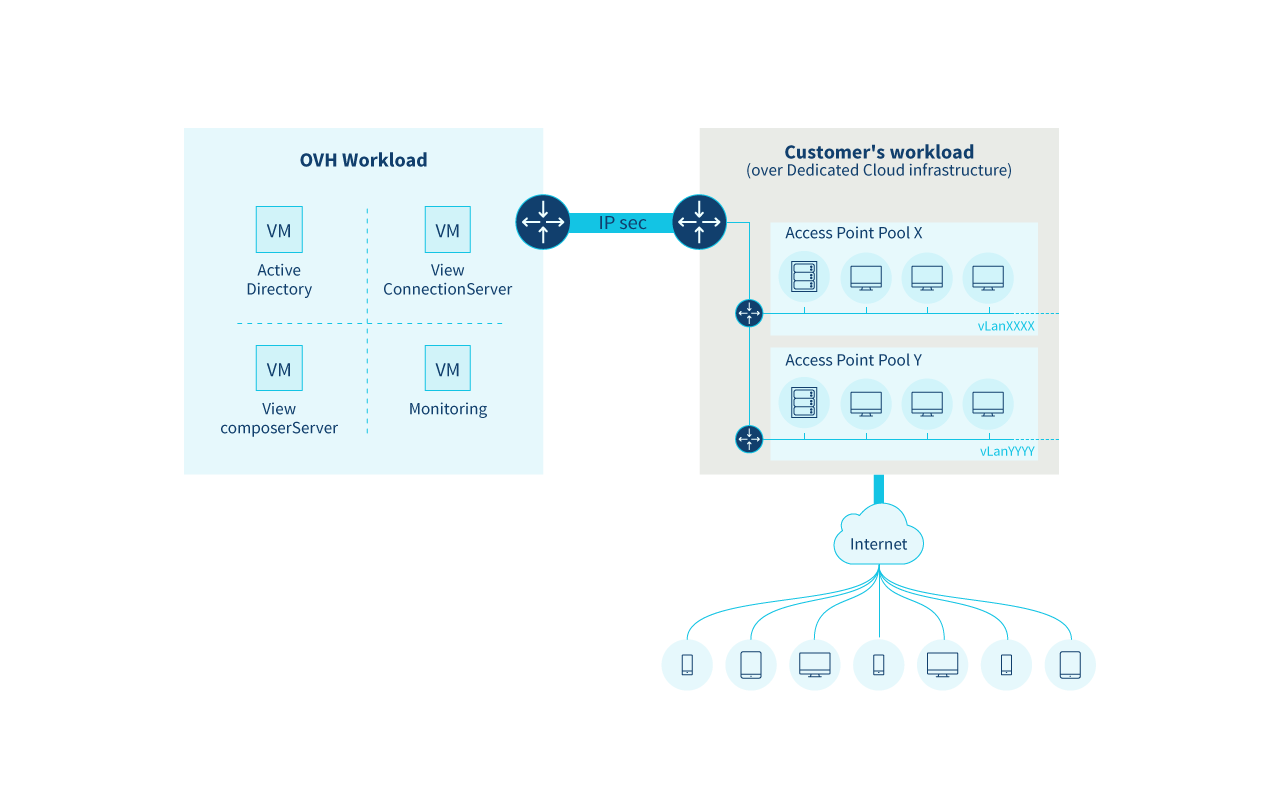 OVH Workload
VM
Active
Directory
VM
View
ConnectionServer
VM
View
composerServer
VM
Monitoring
IP sec
Customer's workload
(over Dedicated Cloud infrastructure)
Access Point Pool X
vLanXXXX
Access Point Pool Y
vLanYYYY
Internet